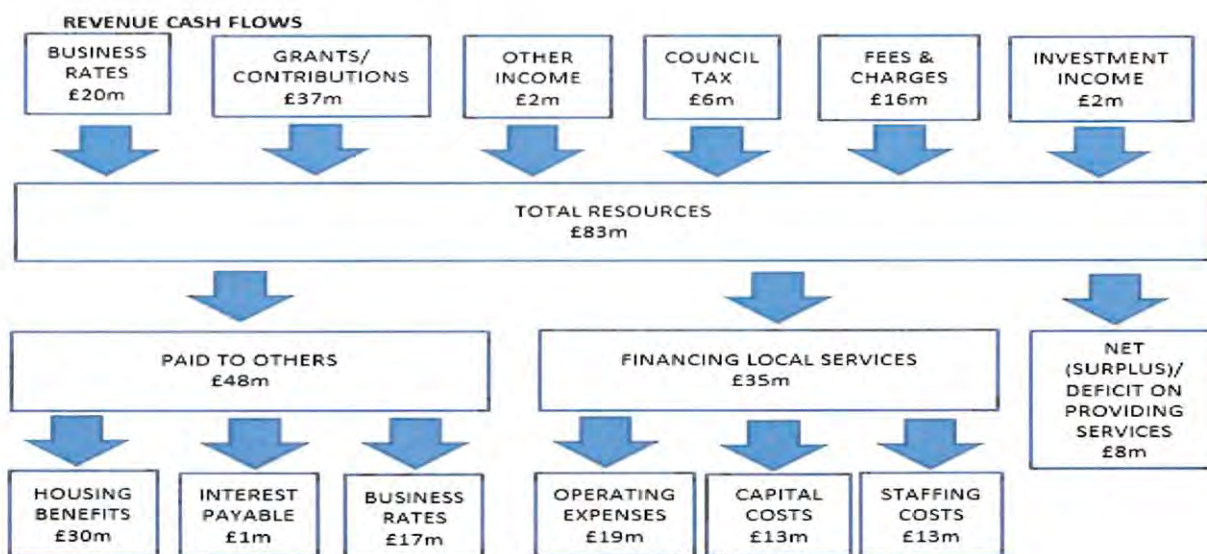 REVENUE CASH FLOWS
BUSINESS
RATES
£20m
GRANTS/
CONTRIBUTIONS
£37m
OTHER
INCOME
£2m
COUNCIL
TAX
£6m
FEES &
CHARGES
£16m
INVESTMENT
INCOME
£2m
TOTAL RESOURCES
£83m
PAID TO OTHERS
£48m
FINANCING LOCAL SERVICES
£35m
NET
(SURPLUS)/
DEFICIT ON
PROVIDING
SERVICES
£8m
HOUSING
BENEFITS
£30m
INTEREST
PAYABLE
£1m
BUSINESS
RATES
£17m
OPERATING
EXPENSES
£19m
CAPITAL
COSTS
£13m
STAFFING
COSTS
£13m